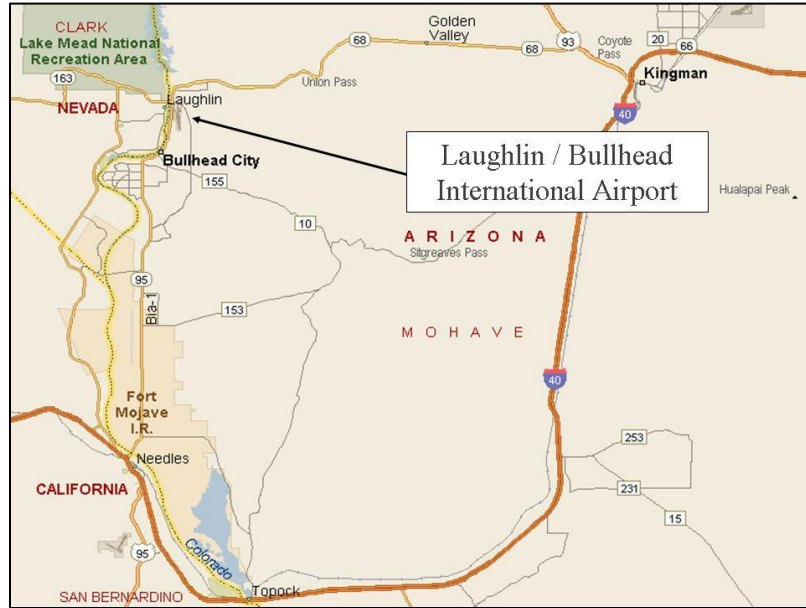 CLARK
Lake Mead National
Recreation Area
163
NEVADA
Laughlin
Bullhead City
68
Union Pass
Golden
Valley
68
93
Coyote
Pass
20
66
Kingman
40
Laughlin / Bullhead
International Airport
Hualapai Peak
155
10
ARIZONA
Sitgreaves Pass
95
Bia-1
153
MOHAVE
40
Fort
Mojave
I.R.
Needles
CALIFORNIA
253
231
15
95
Colorado
Topock
SAN BERNARDINO